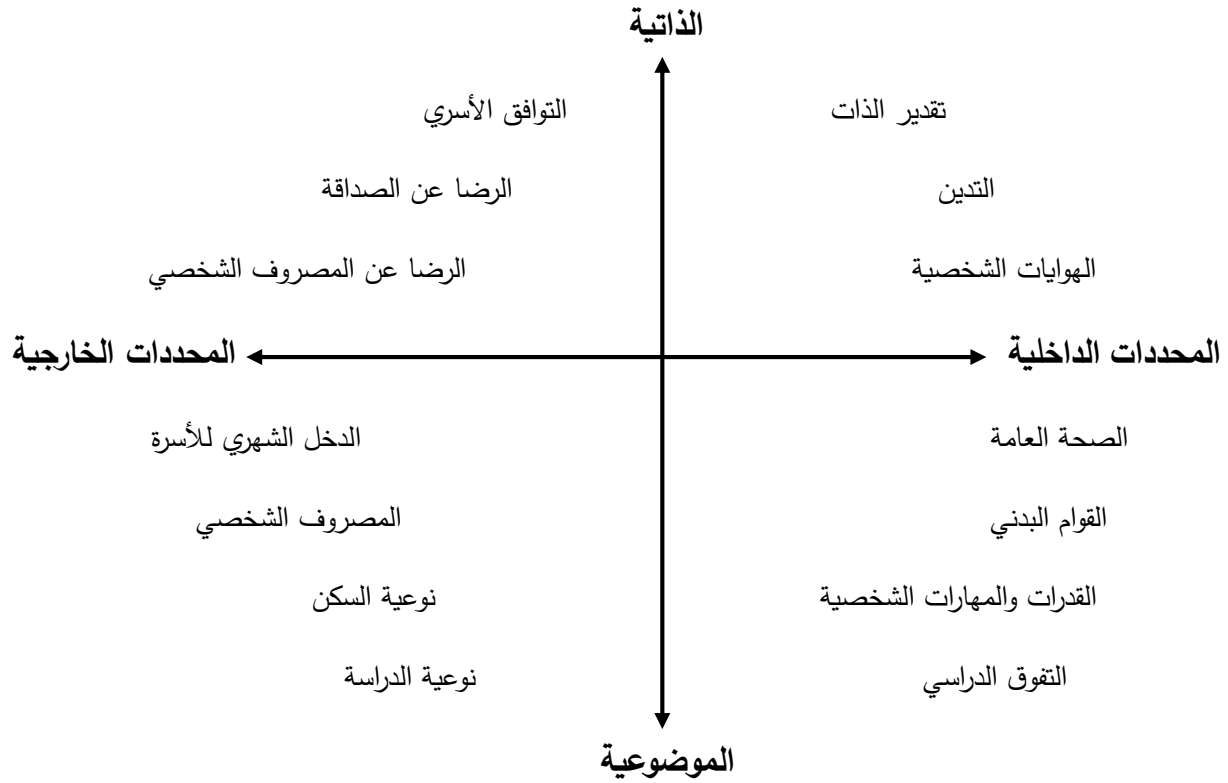 الذاتية
تقدير الذات
التوافق الأسري
التدين
الرضا عن الصداقة
الهوايات الشخصية
الرضا عن المصروف الشخصي
المحددات الداخلية
المحددات الخارجية
الصحة العامة
الدخل الشهري للأسرة
القوام البدني
المصروف الشخصي
القدرات والمهارات الشخصية
نوعية السكن
التفوق الدراسي
نوعية الدراسة
الموضوعية